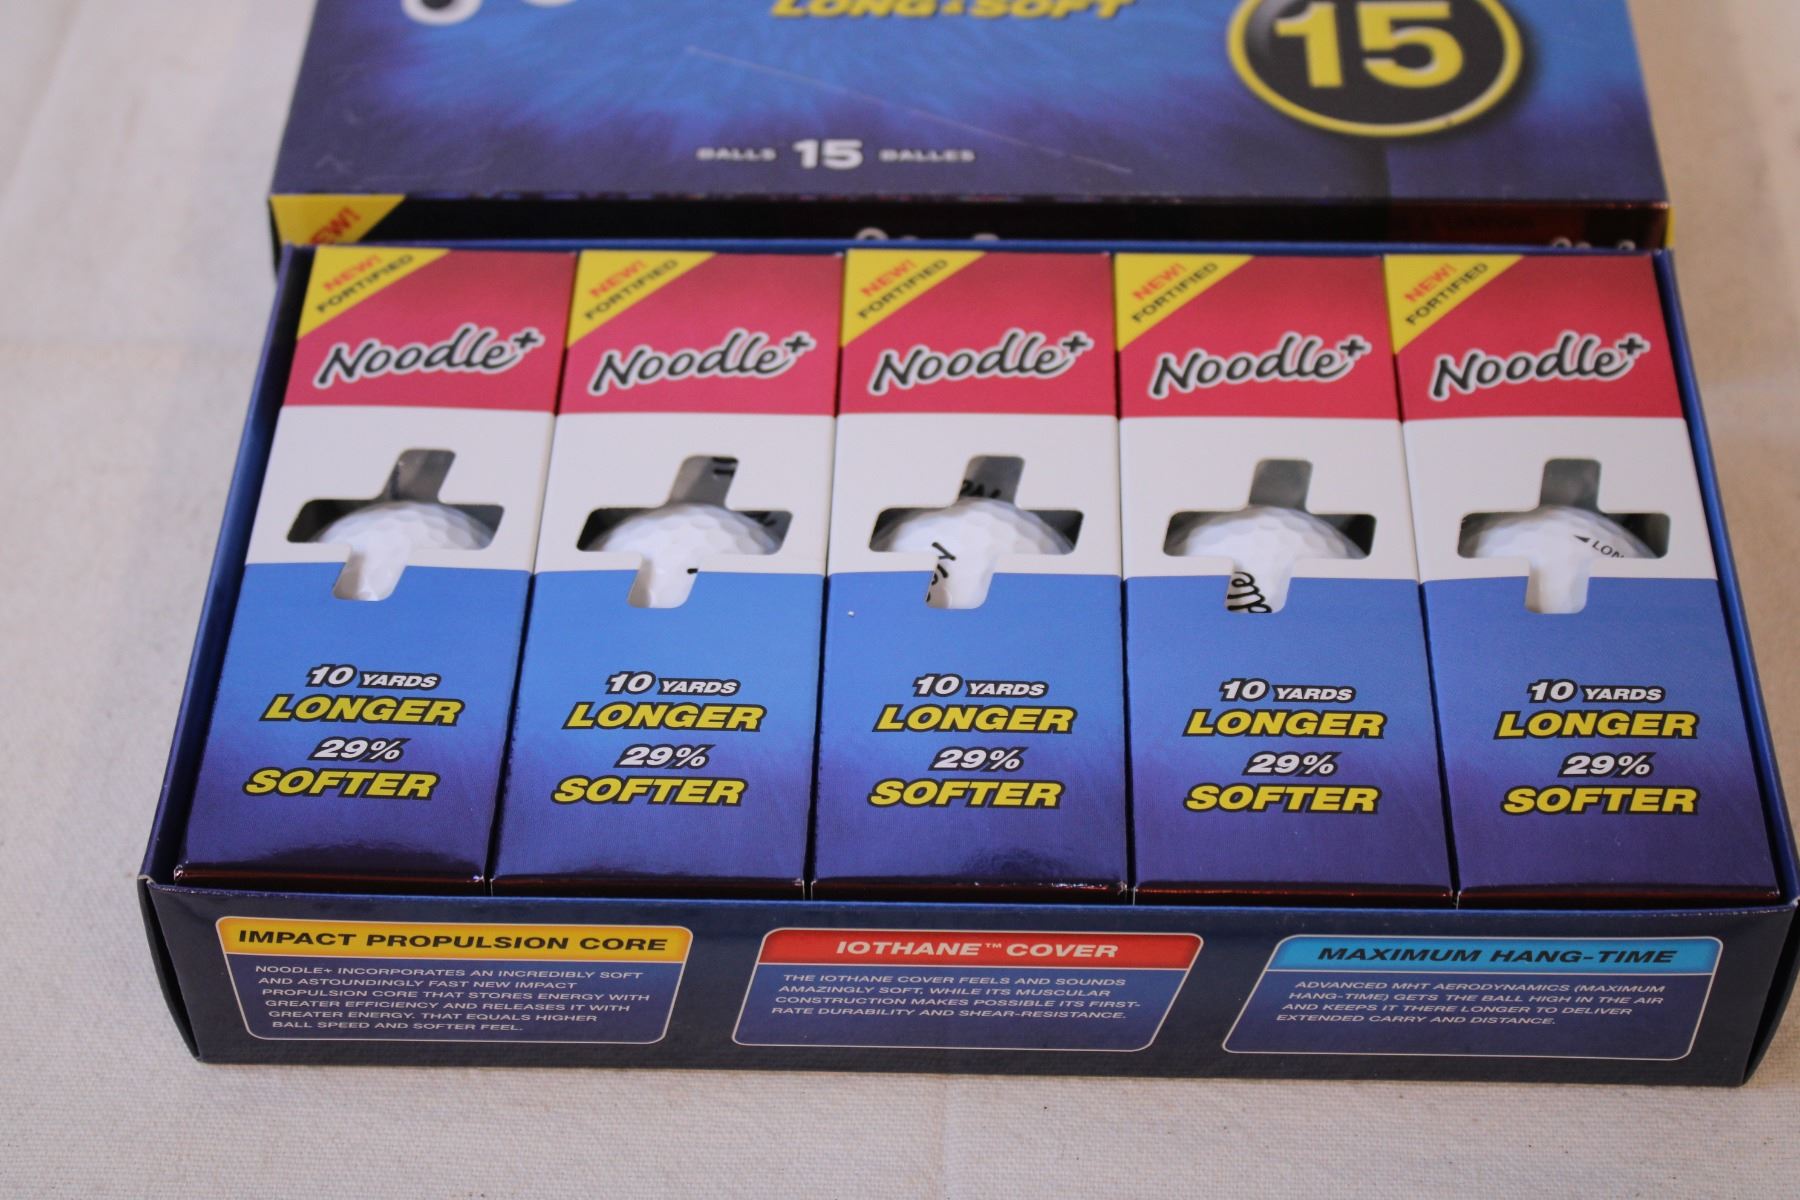 LONG & SOFT
15
BALLS 15 BALLES
NEW!
FORTIFIED
Noodle+
10 YARDS
LONGER
29%
SOFTER
NEW!
FORTIFIED
Noodle+
10 YARDS
LONGER
29%
SOFTER
NEW!
FORTIFIED
Noodle+
10 YARDS
LONGER
29%
SOFTER
NEW!
FORTIFIED
Noodle+
dle
10 YARDS
LONGER
29%
SOFTER
NEW!
FORTIFIED
Noodle+
LON
10 YARDS
LONGER
29%
SOFTER
IMPACT PROPULSION CORE
NOODLE+ INCORPORATES AN INCREDIBLY SOFT
AND ASTOUNDINGLY FAST NEW IMPACT
PROPULSION CORE THAT STORES ENERGY WITH
GREATER EFFICIENCY AND RELEASES IT WITH
GREATER ENERGY. THAT EQUALS HIGHER
BALL SPEED AND SOFTER FEEL.
IOTHANE™ COVER
THE IOTHANE COVER FEELS AND SOUNDS
AMAZINGLY SOFT, WHILE ITS MUSCULAR
CONSTRUCTION MAKES POSSIBLE ITS FIRST-
RATE DURABILITY AND SHEAR-RESISTANCE.
MAXIMUM HANG-TIME
ADVANCED MHT AERODYNAMICS (MAXIMUM
HANG-TIME) GETS THE BALL HIGH IN THE AIR
AND KEEPS IT THERE LONGER TO DELIVER
EXTENDED CARRY AND DISTANCE.